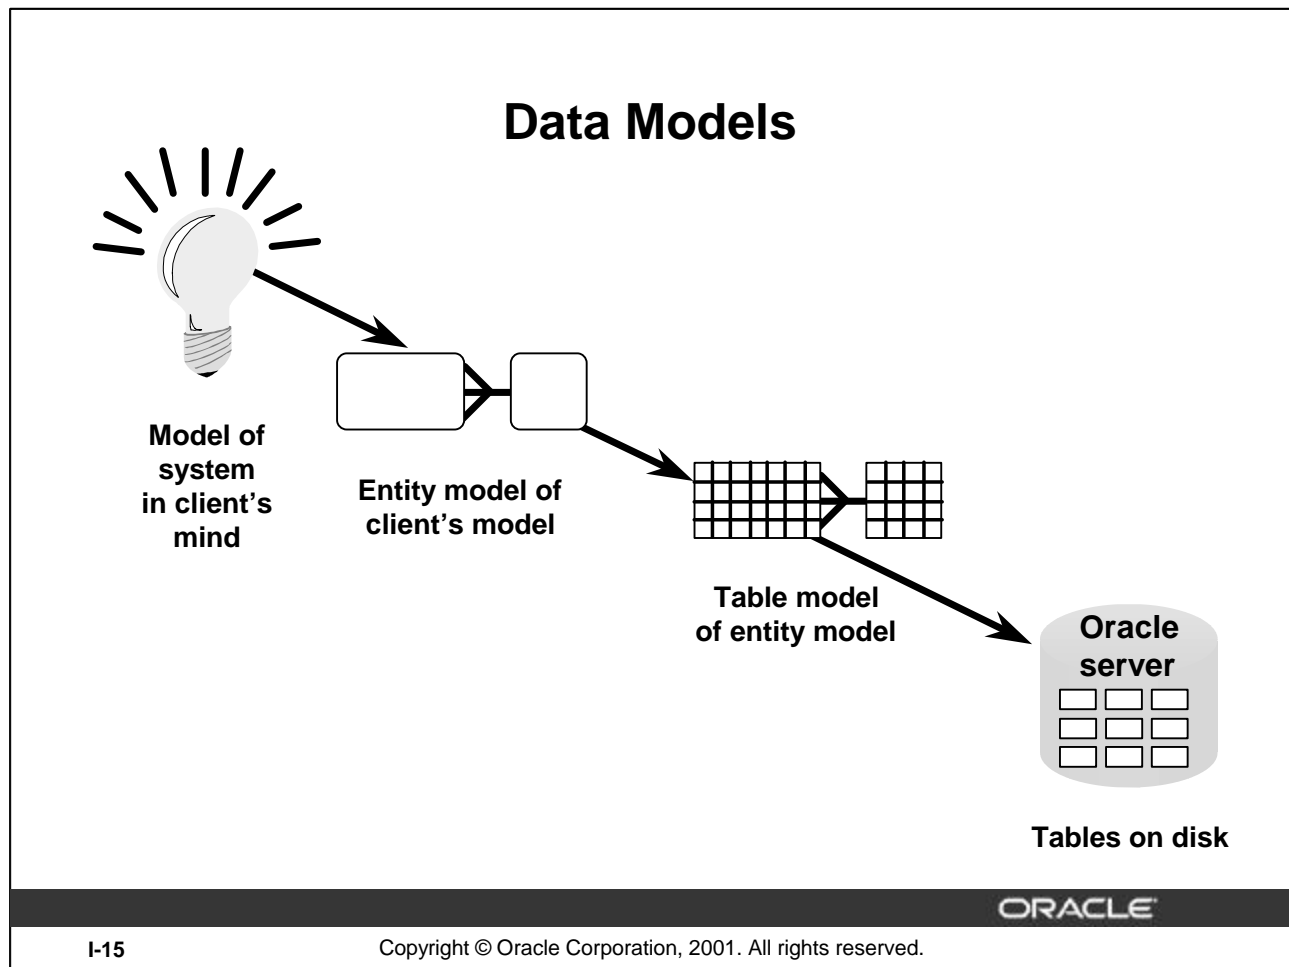 Data Models
Model of
system
in client’s
mind
Entity model of
client’s model
Table model
of entity model
Oracle
server
Tables on disk
ORACLE
I-15
Copyright © Oracle Corporation, 2001. All rights reserved.